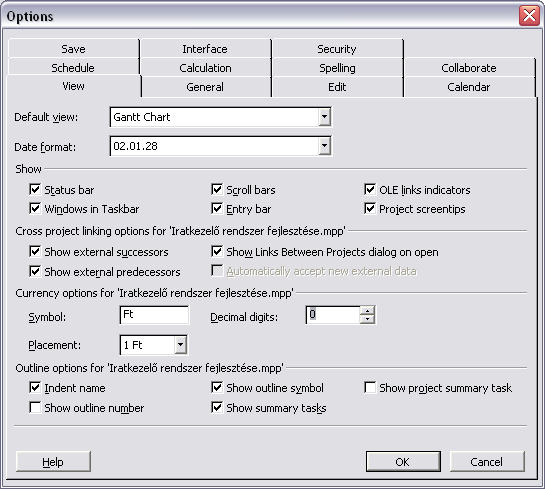 Options
Save Interface Security
Schedule Calculation Spelling Collaborate
View General Edit Calendar
Default view: Gantt Chart
Date format: 02.01.28
Show
Status bar Scroll bars OLE links indicators
Windows in Taskbar Entry bar Project screentips
Cross project linking options for 'Iratkezelő rendszer fejlesztése.mpp'
Show external successors Show Links Between Projects dialog on open
Show external predecessors Automatically accept new external data
Currency options for 'Iratkezelő rendszer fejlesztése.mpp'
Symbol: Ft Decimal digits: 0
Placement: 1 Ft
Outline options for 'Iratkezelő rendszer fejlesztése.mpp'
Indent name Show outline symbol Show project summary task
Show outline number Show summary tasks
Help OK Cancel